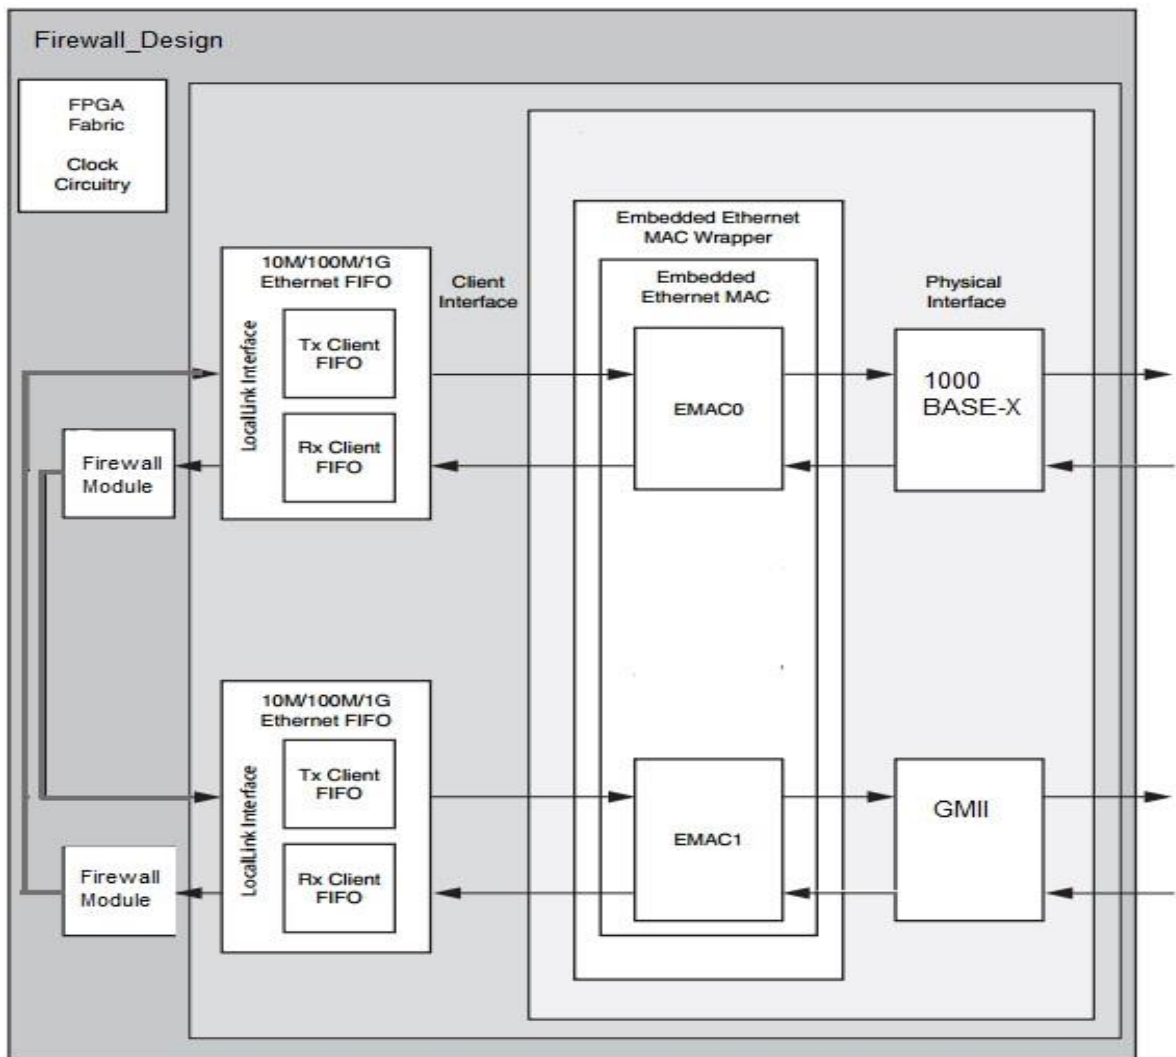 Firewall_Design
FPGA
Fabric
Clock
Circuitry
Embedded Ethernet
MAC Wrapper
10M/100M/1G
Ethernet FIFO
Client
Interface
Embedded
Ethernet MAC
Physical
Interface
LocalLink Interface
Tx Client
FIFO
EMAC0
1000
BASE-X
Rx Client
FIFO
Firewall
Module
10M/100M/1G
Ethernet FIFO
LocalLink Interface
Tx Client
FIFO
EMAC1
GMII
Rx Client
FIFO
Firewall
Module